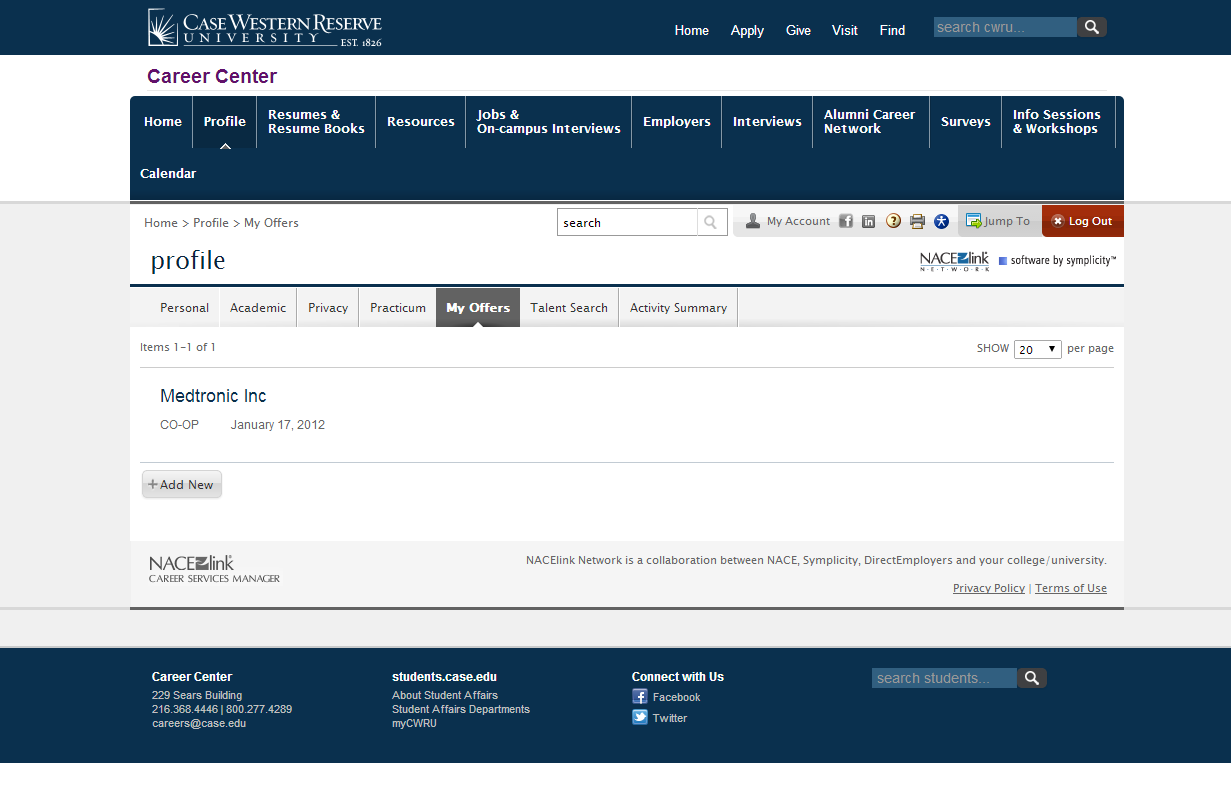 CASE WESTERN RESERVE
UNIVERSITY EST. 1826
Home Apply Give Visit Find
search cwru...
Career Center
Home Profile Resumes & Resume Books Resources Jobs & On-campus Interviews Employers Interviews Alumni Career Network Surveys Info Sessions & Workshops
Calendar
Home > Profile > My Offers
search
My Account
Jump To
Log Out
profile
NACElink
NETWORK
software by symplicity™
Personal Academic Privacy Practicum My Offers Talent Search Activity Summary
Items 1-1 of 1
SHOW 20 per page
Medtronic Inc
CO-OP January 17, 2012
+ Add New
NACElink®
CAREER SERVICES MANAGER
NACElink Network is a collaboration between NACE, Symplicity, DirectEmployers and your college/university.
Privacy Policy | Terms of Use
Career Center
229 Sears Building
216.368.4446 | 800.277.4289
careers@case.edu
students.case.edu
About Student Affairs
Student Affairs Departments
myCWRU
Connect with Us
Facebook
Twitter
search students...